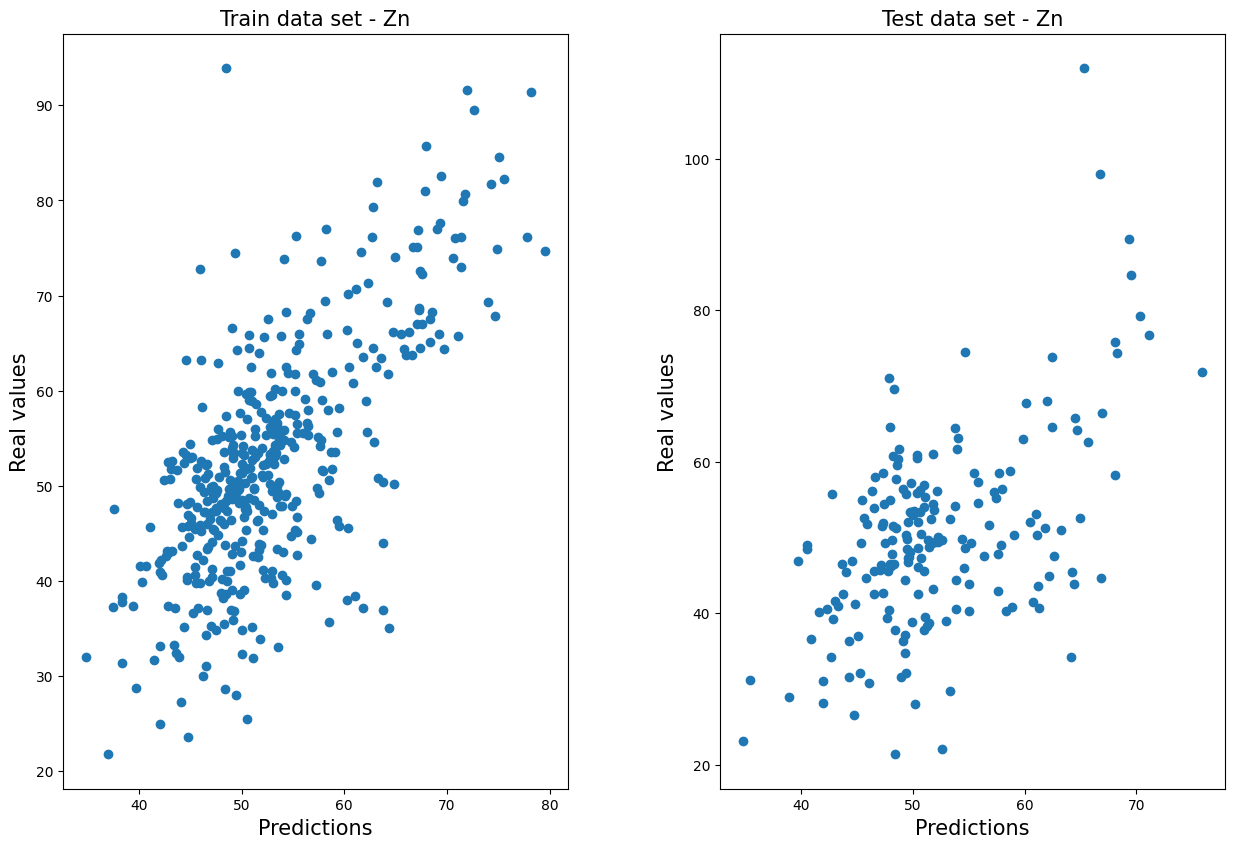 Train data set - Zn
90
80
70
60
50
40
30
20
Real values
40 50 60 70 80
Predictions
Test data set - Zn
100
80
60
40
20
Real values
40 50 60 70
Predictions